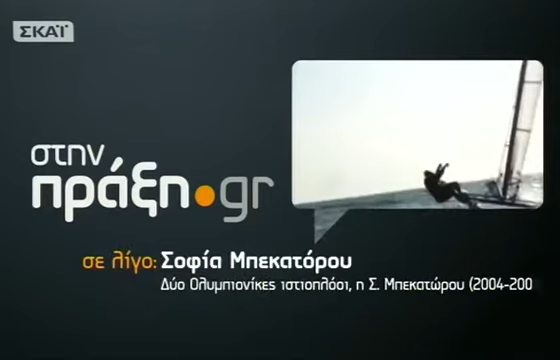 ΣΚΑΪ
στην
πράξη.gr
σε λίγο: Σοφία Μπεκατόρου
Δύο Ολυμπιονίκες ιστιοπλόοι, η Σ. Μπεκατώρου (2004-200